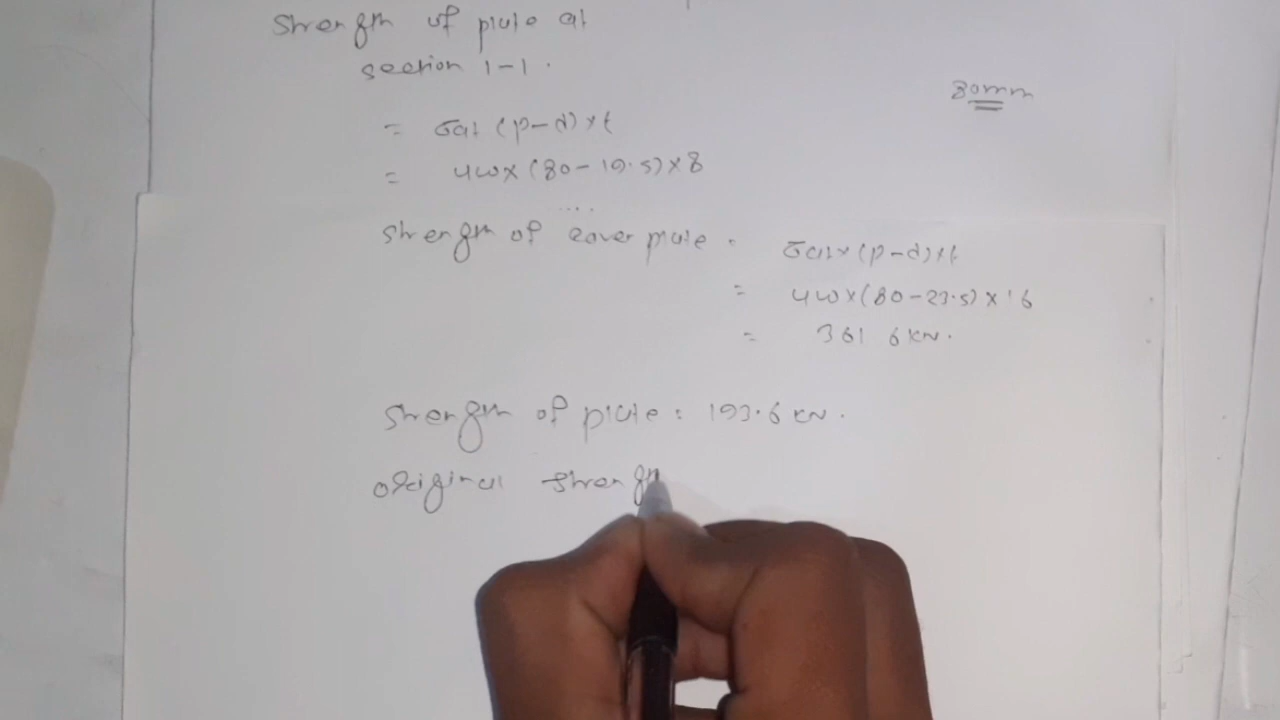 Strength of plate at
section 1-1.
80mm
= σat (p-d)×t
= 400× (80-19.5)×8
....
strength of cover plate = σat×(p-d)×t
= 400×(80-23.5)×16
= 361 6 kN.
strength of plate = 193.6 kN.
original streng